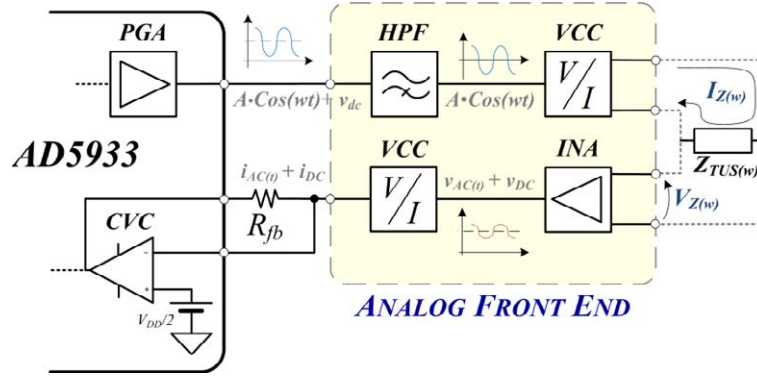 PGA
HPF
VCC
V/I
A·Cos(wt)+ v_dc
A·Cos(wt)
I_Z(w)
Z_TUS(w)
AD5933
VCC
INA
i_AC(t) + i_DC
V/I
v_AC(t) + v_DC
V_Z(w)
R_fb
CVC
-
+
V_DD/2
ANALOG FRONT END